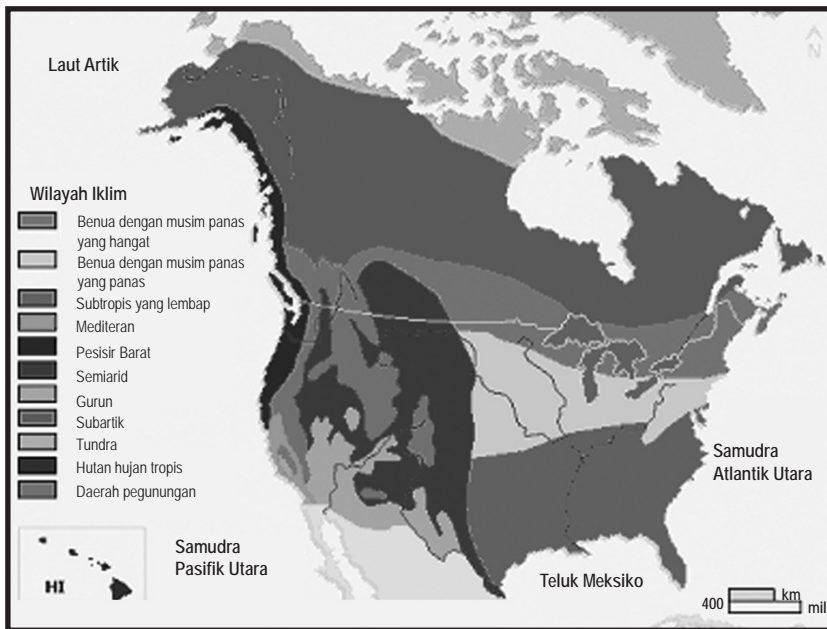 Laut Artik
N
Wilayah Iklim
Benua dengan musim panas
yang hangat
Benua dengan musim panas
yang panas
Subtropis yang lembap
Mediteran
Pesisir Barat
Semiarid
Gurun
Subartik
Tundra
Hutan hujan tropis
Daerah pegunungan
HI
Samudra
Pasifik Utara
Teluk Meksiko
Samudra
Atlantik Utara
km
400 mil